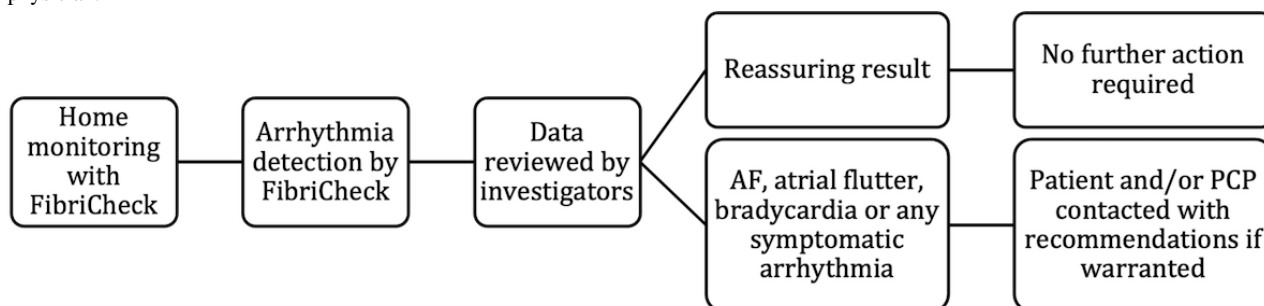 Home
monitoring
with
FibriCheck
Arrhythmia
detection by
FibriCheck
Data
reviewed by
investigators
Reassuring result
No further action
required
AF, atrial flutter,
bradycardia or any
symptomatic
arrhythmia
Patient and/or PCP
contacted with
recommendations if
warranted